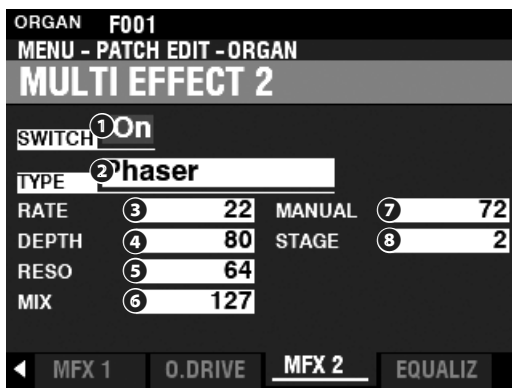 ORGAN F001
MENU - PATCH EDIT - ORGAN
MULTI EFFECT 2
SWITCH 1 On
TYPE 2 Phaser
RATE 3 22 MANUAL 7 72
DEPTH 4 80 STAGE 8 2
RESO 5 64
MIX 6 127
◀ MFX 1 O.DRIVE MFX 2 EQUALIZ